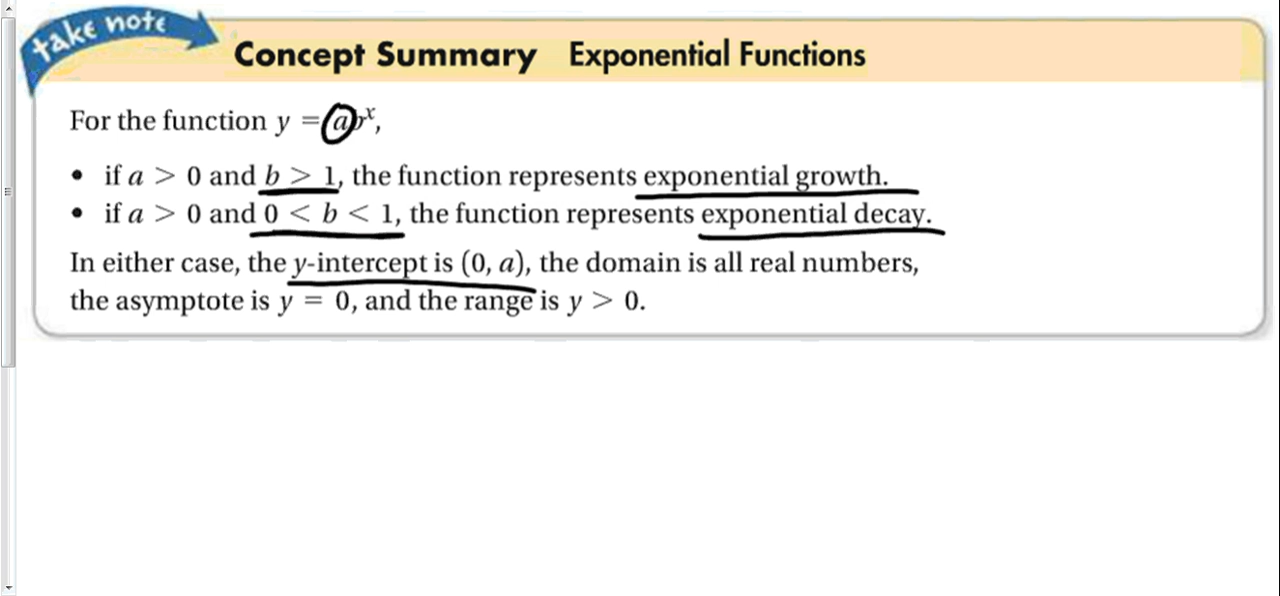 take note
Concept Summary Exponential Functions
For the function y = abˣ,
• if a > 0 and b > 1, the function represents exponential growth.
• if a > 0 and 0 < b < 1, the function represents exponential decay.
In either case, the y-intercept is (0, a), the domain is all real numbers,
the asymptote is y = 0, and the range is y > 0.